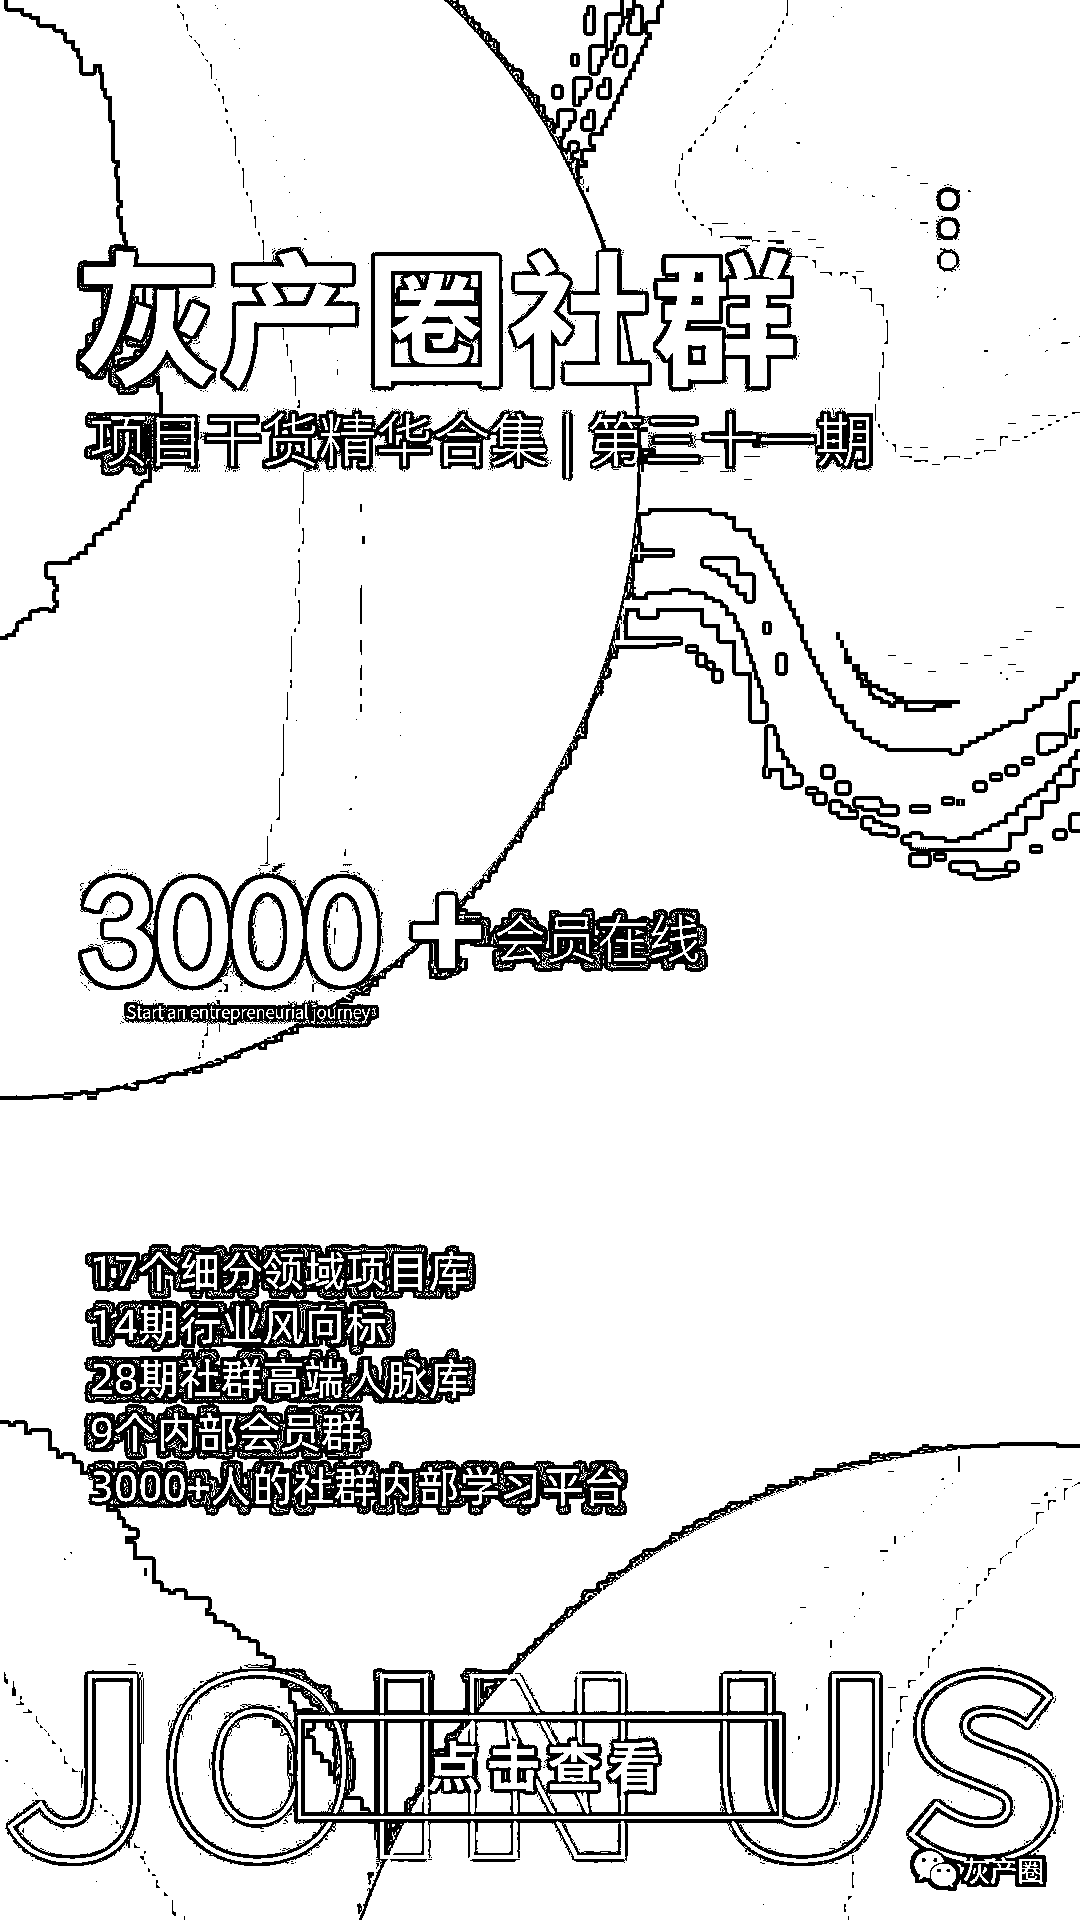 灰产圈社群
项目干货精华合集 | 第三十一期
3000 + 会员在线
Start an entrepreneurial journey
17个细分领域项目库
14期行业风向标
28期社群高端人脉库
9个内部会员群
3000+人的社群内部学习平台
JOIN US
点击查看
灰产圈